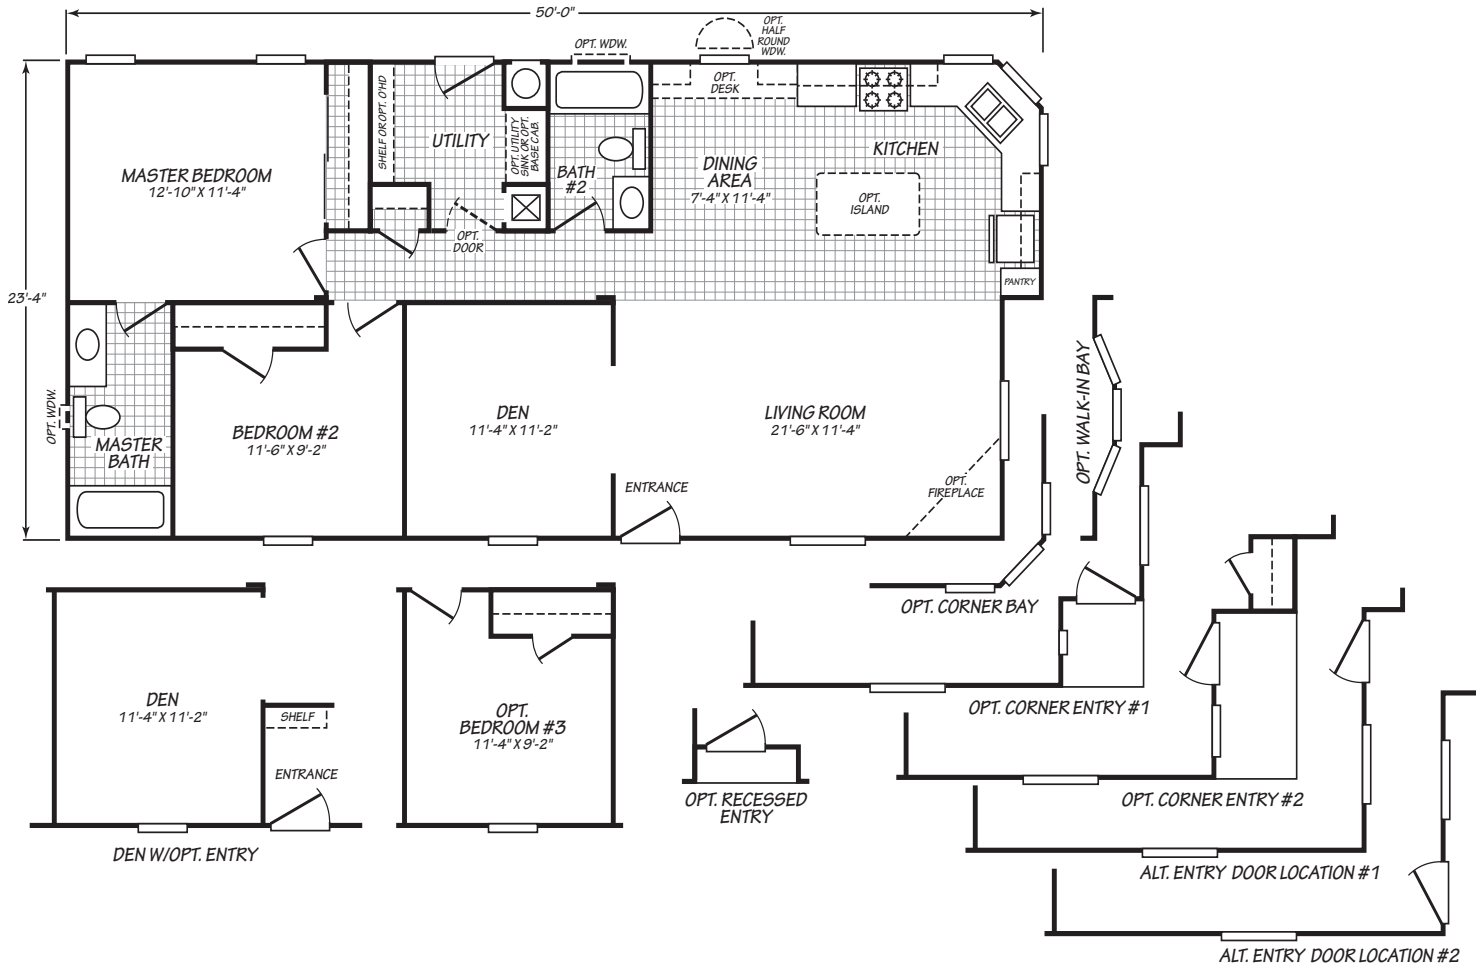 50'-0"
OPT.
HALF
ROUND
WDW.
OPT. WDW.
OPT.
DESK
SHELF OR OPT. O'HD
UTILITY
OPT. UTILITY
SINK OR OPT.
BASE CAB.
KITCHEN
MASTER BEDROOM
12'-10" X 11'-4"
BATH
#2
DINING
AREA
7'-4" X 11'-4"
OPT.
ISLAND
OPT.
DOOR
23'-4"
PANTRY
OPT. WDW.
MASTER
BATH
BEDROOM #2
11'-6" X 9'-2"
DEN
11'-4" X 11'-2"
LIVING ROOM
21'-6" X 11'-4"
ENTRANCE
OPT.
FIREPLACE
OPT. WALK-IN BAY
OPT. CORNER BAY
DEN
11'-4" X 11'-2"
SHELF
ENTRANCE
DEN W/OPT. ENTRY
OPT.
BEDROOM #3
11'-4" X 9'-2"
OPT. RECESSED
ENTRY
OPT. CORNER ENTRY #1
OPT. CORNER ENTRY #2
ALT. ENTRY DOOR LOCATION #1
ALT. ENTRY DOOR LOCATION #2